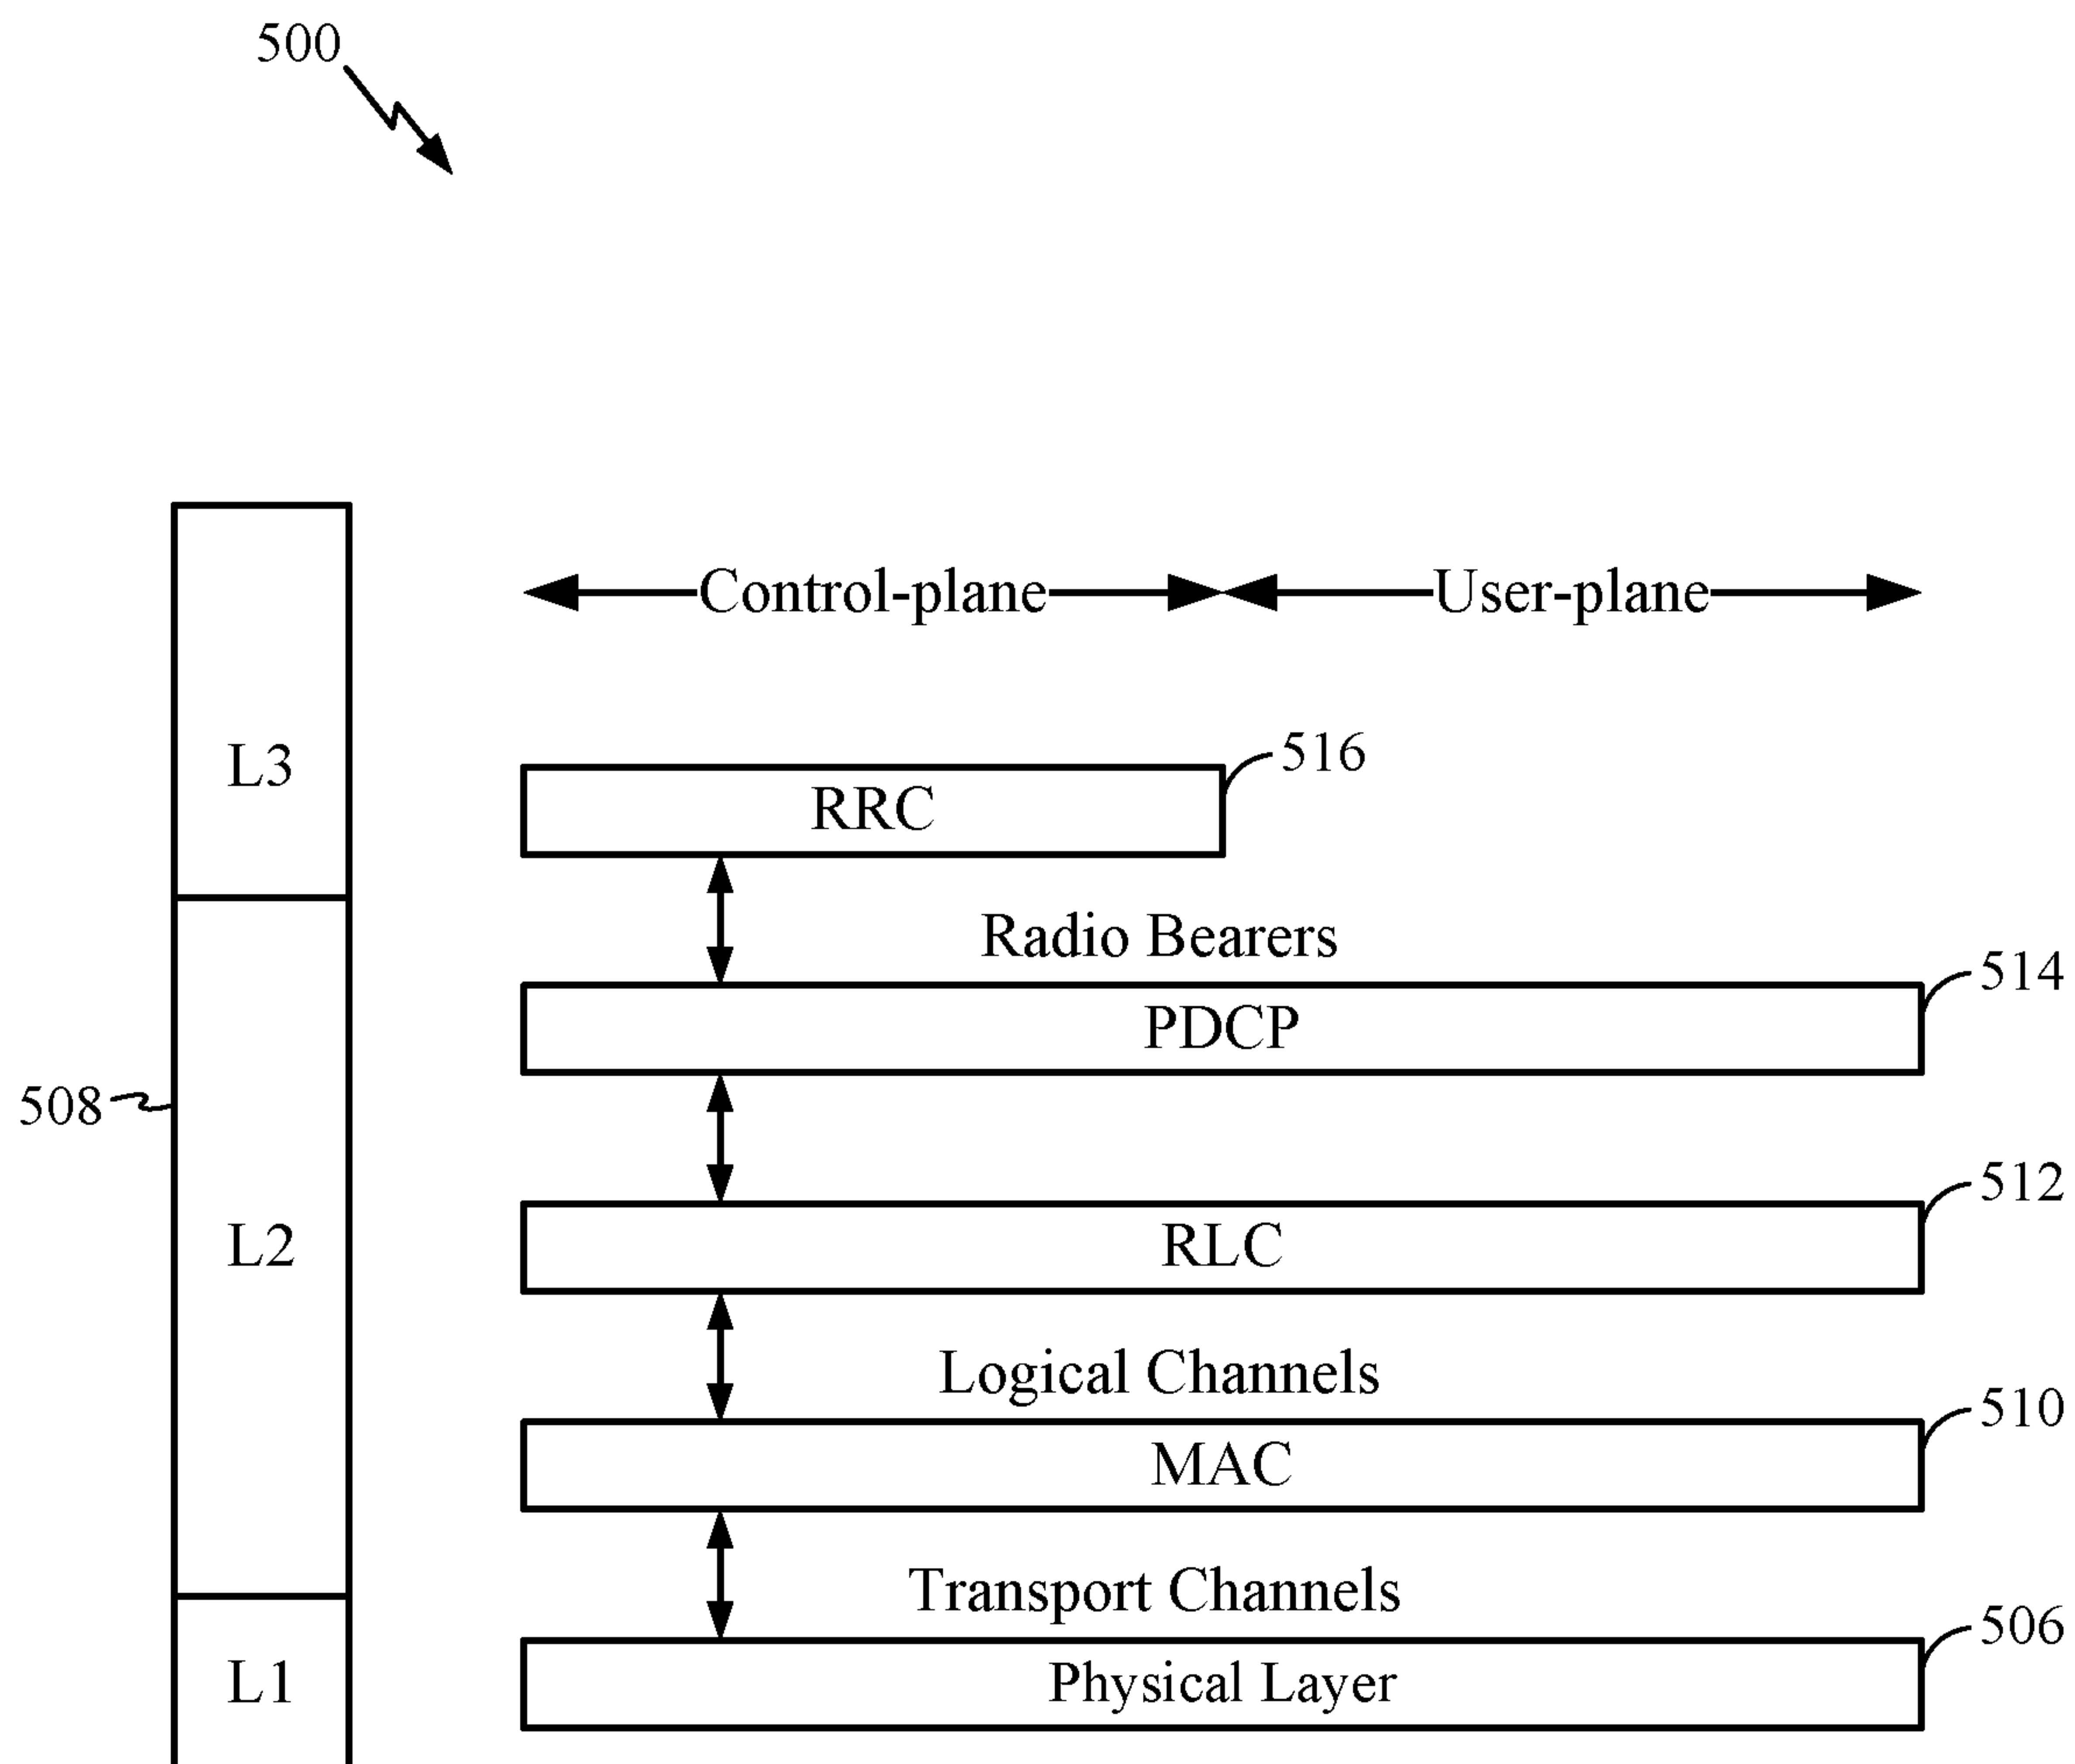 500
Control-plane User-plane
516
L3
RRC
Radio Bearers
514
PDCP
508
512
L2
RLC
Logical Channels
510
MAC
Transport Channels
506
L1
Physical Layer